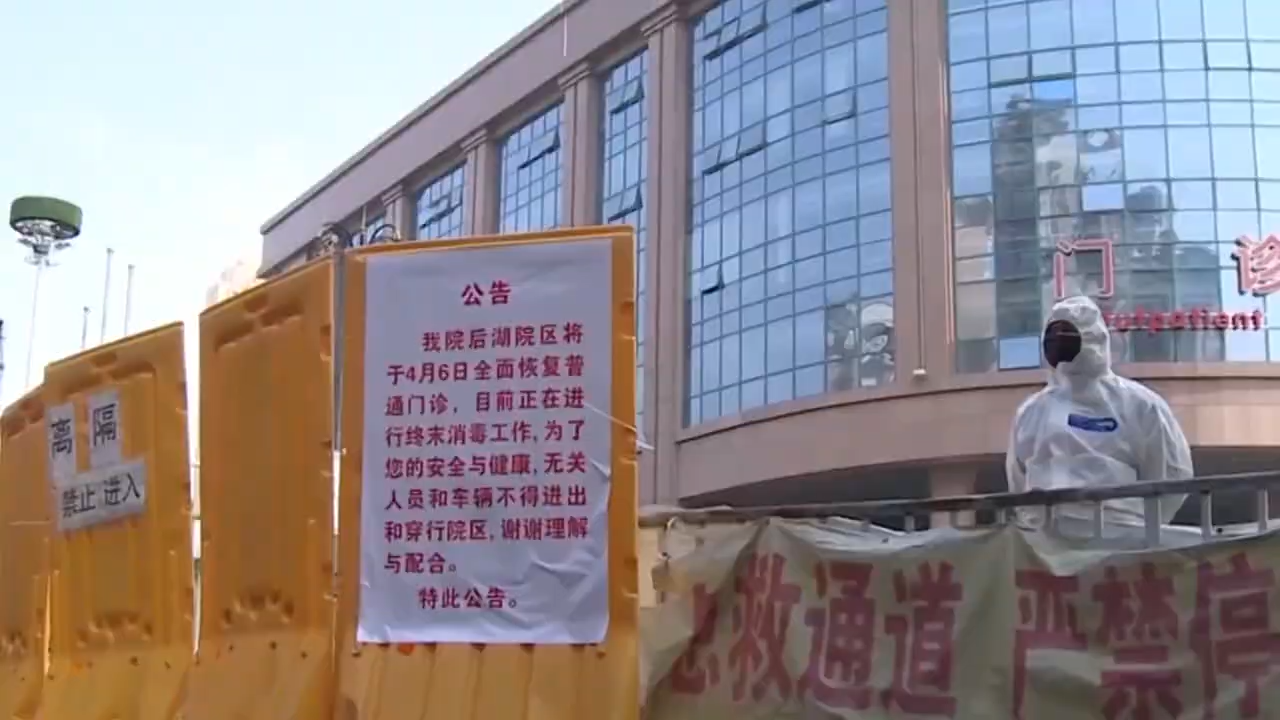 离隔
禁止进入
公告
我院后湖院区将
于4月6日全面恢复普
通门诊，目前正在进
行终末消毒工作,为了
您的安全与健康,无关
人员和车辆不得进出
和穿行院区,谢谢理解
与配合。
特此公告。
门诊
outpatient
急救通道 严禁停